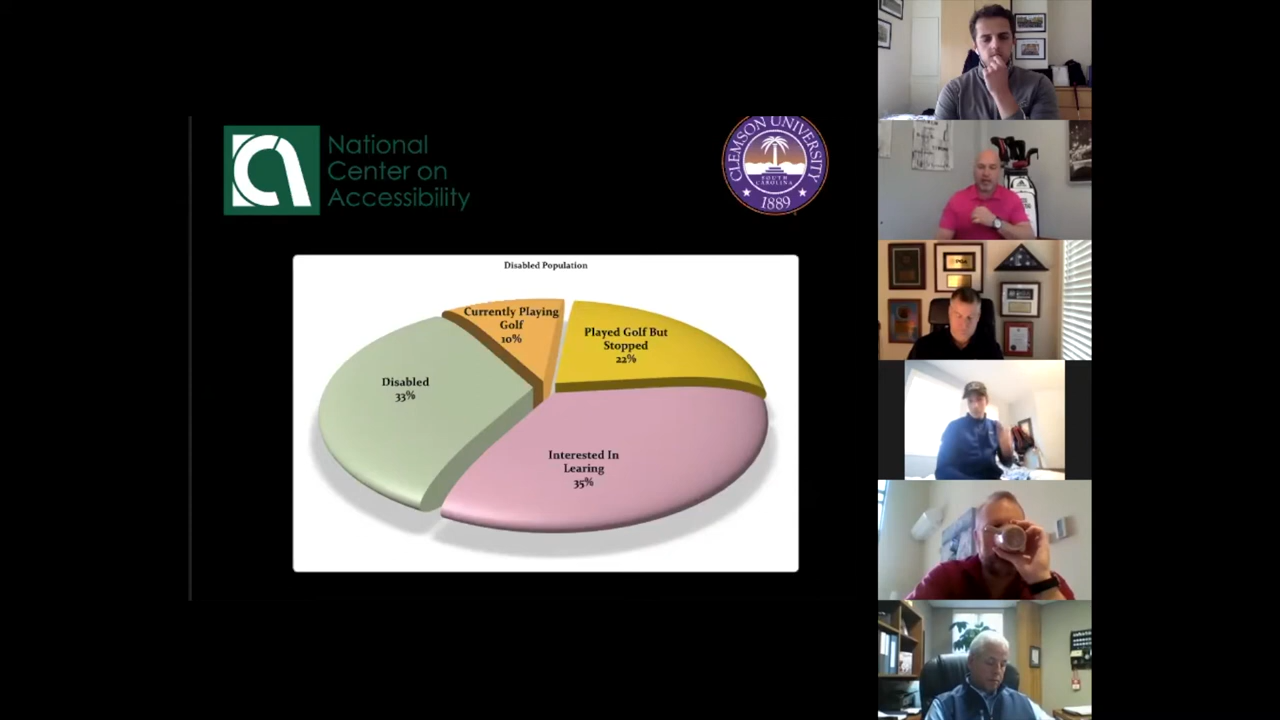 National
Center on
Accessibility
CLEMSON UNIVERSITY
SOUTH
CAROLINA
1889
Disabled Population
Currently Playing
Golf
10%
Played Golf But
Stopped
22%
Disabled
33%
Interested In
Learing
35%